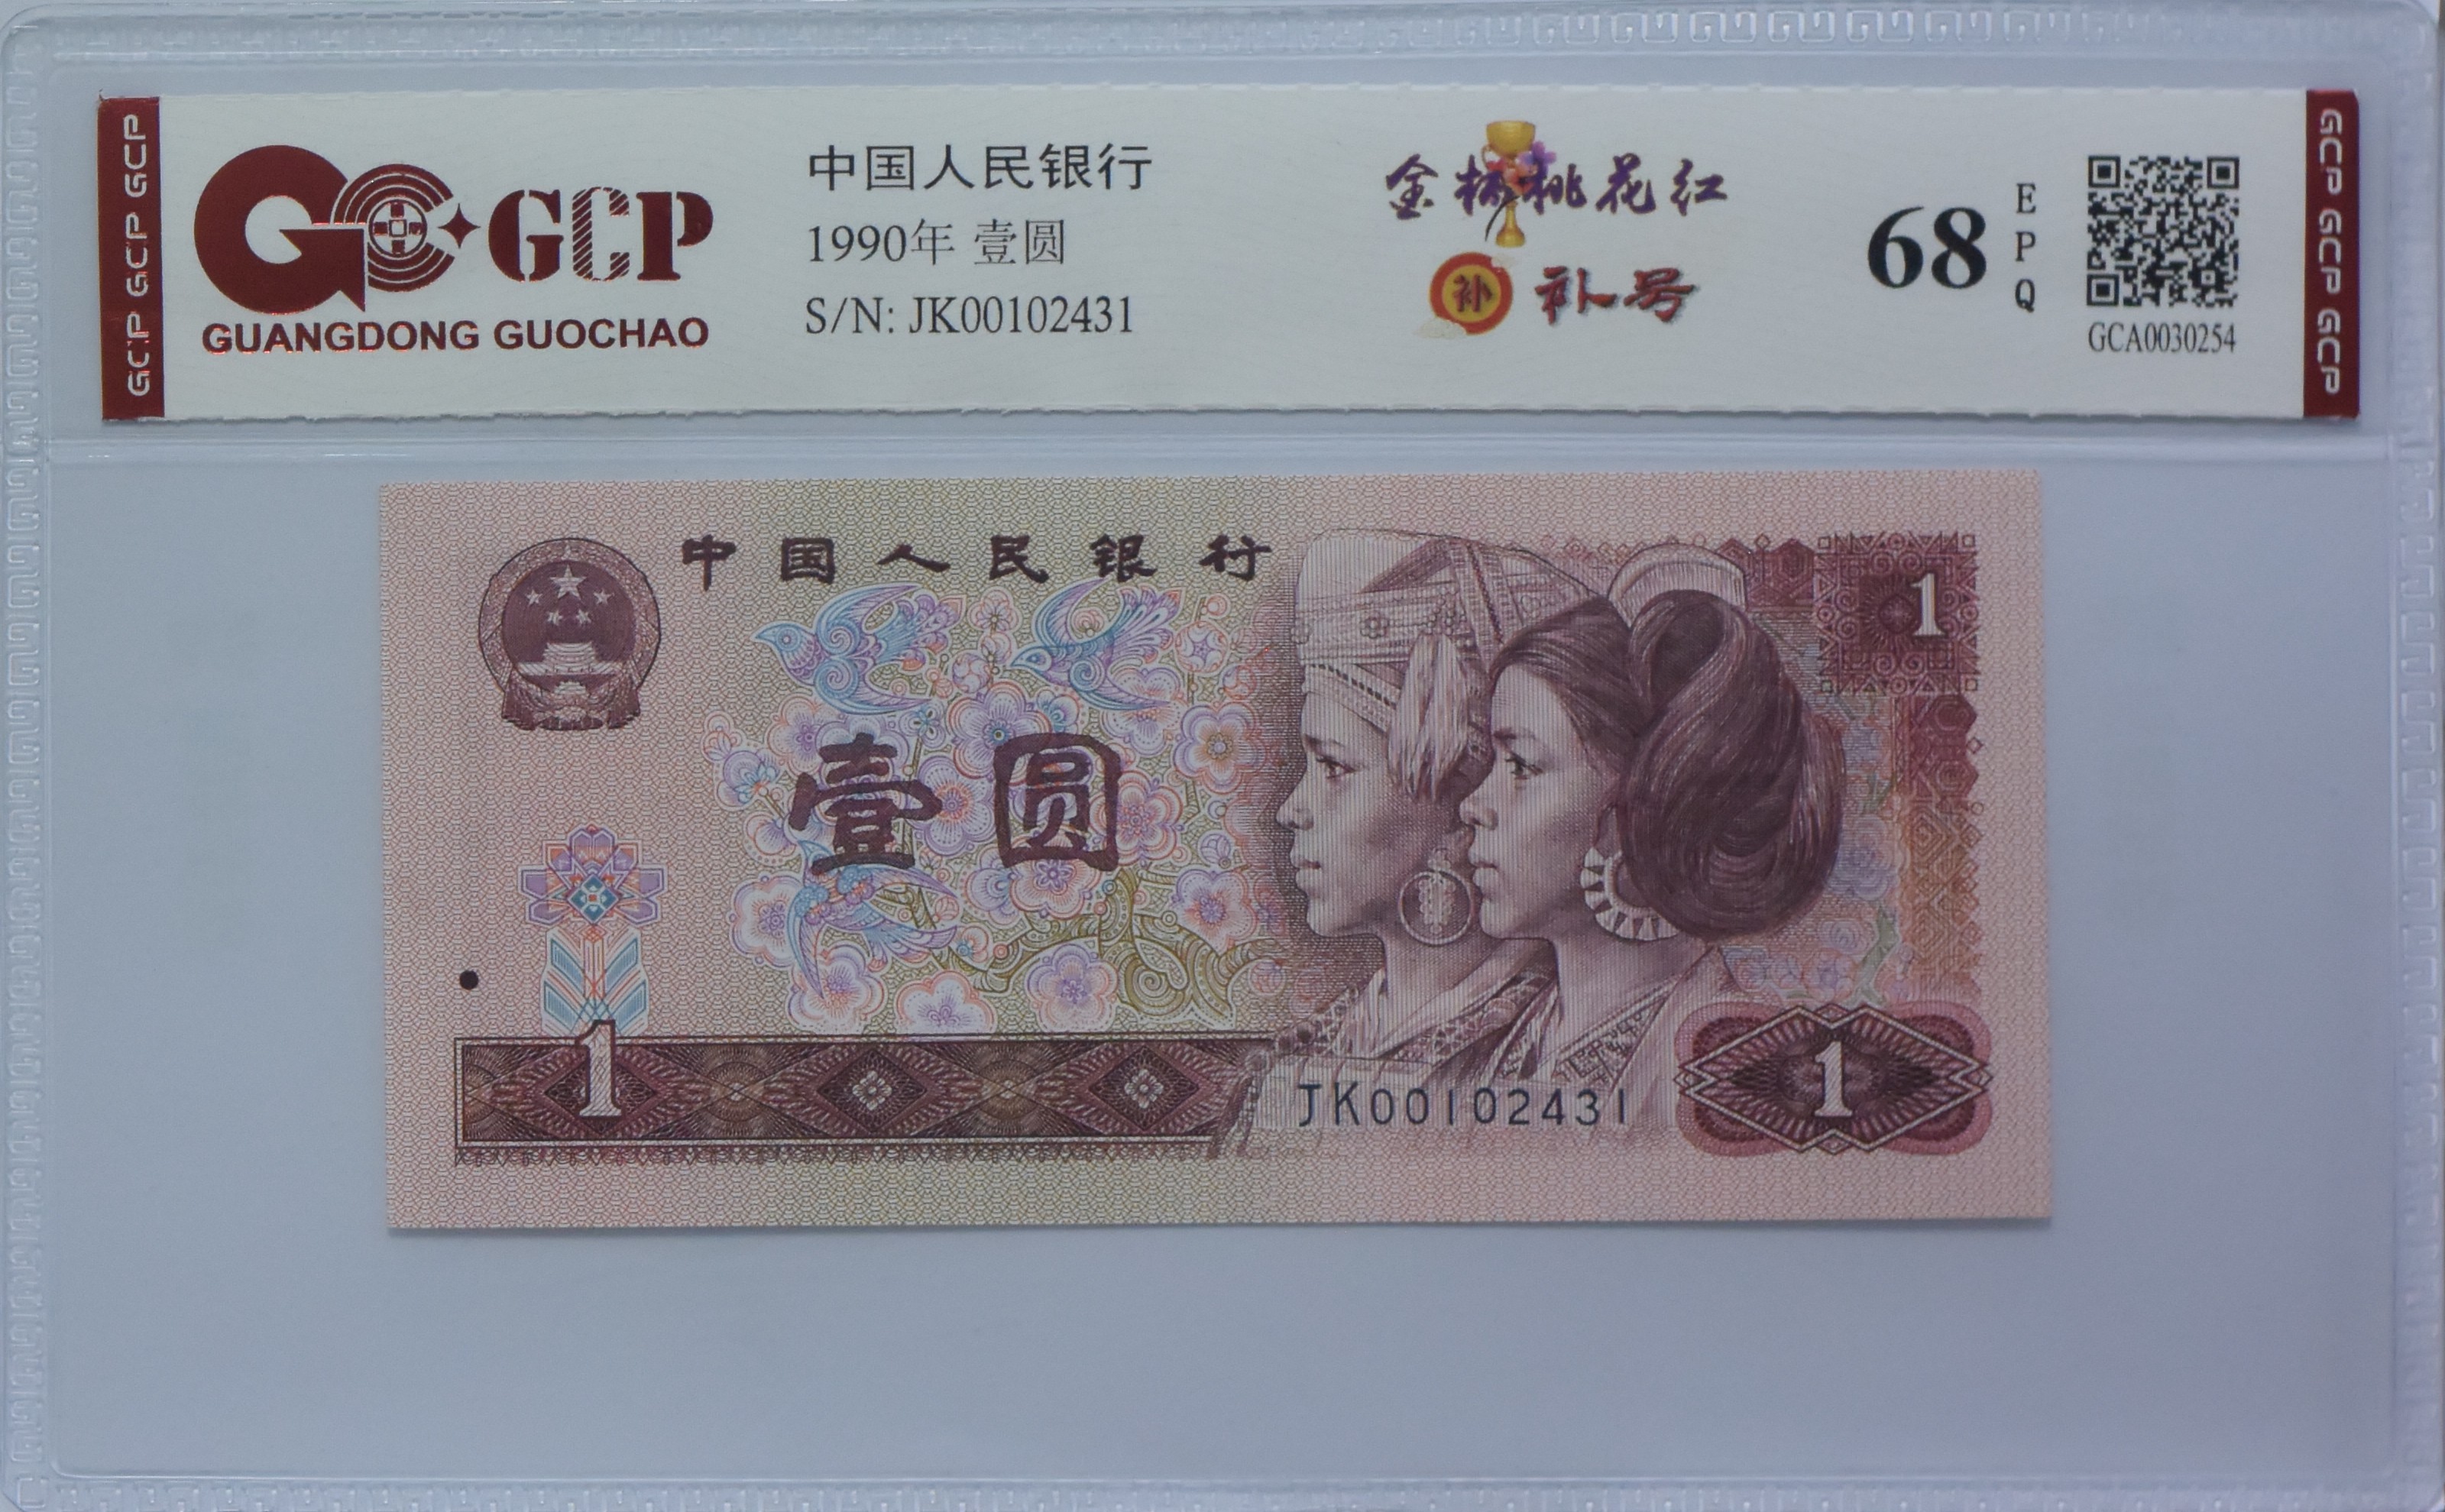 GCP GCP GCP
GCP
GUANGDONG GUOCHAO
中国人民银行
1990年 壹圆
S/N: JK00102431
金杯桃花红
补 补号
68
EPQ
GCA0030254
GCP GCP GCP
中国人民银行
1
壹圆
1
1
JK00102431